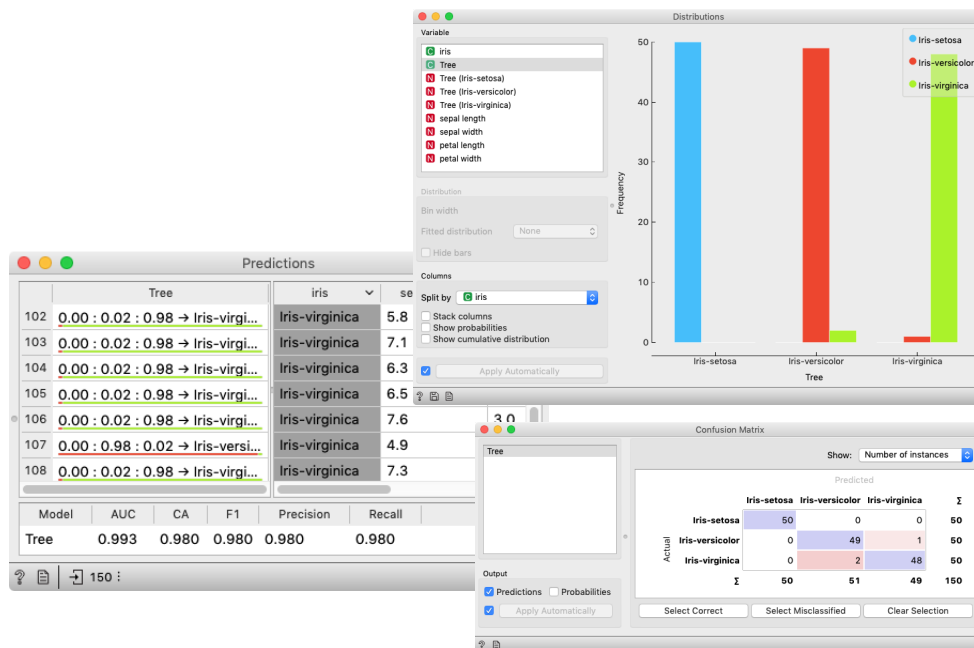 Distributions
Variable
C iris
C Tree
N Tree (Iris-setosa)
N Tree (Iris-versicolor)
N Tree (Iris-virginica)
N sepal length
N sepal width
N petal length
N petal width
Distribution
Bin width
Fitted distribution None
Hide bars
Columns
Split by C iris
Stack columns
Show probabilities
Show cumulative distribution
Apply Automatically
Frequency
50
40
30
20
10
0
Iris-setosa Iris-versicolor Iris-virginica
Tree
Iris-setosa
Iris-versicolor
Iris-virginica
Predictions
Tree iris se
102 0.00 : 0.02 : 0.98 → Iris-virgi... Iris-virginica 5.8
103 0.00 : 0.02 : 0.98 → Iris-virgi... Iris-virginica 7.1
104 0.00 : 0.02 : 0.98 → Iris-virgi... Iris-virginica 6.3
105 0.00 : 0.02 : 0.98 → Iris-virgi... Iris-virginica 6.5
106 0.00 : 0.02 : 0.98 → Iris-virgi... Iris-virginica 7.6 3.0
107 0.00 : 0.98 : 0.02 → Iris-versi... Iris-virginica 4.9
108 0.00 : 0.02 : 0.98 → Iris-virgi... Iris-virginica 7.3
Model AUC CA F1 Precision Recall
Tree 0.993 0.980 0.980 0.980 0.980
? 150
Confusion Matrix
Tree
Show: Number of instances
Predicted
Iris-setosa Iris-versicolor Iris-virginica Σ
Actual
Iris-setosa 50 0 0 50
Iris-versicolor 0 49 1 50
Iris-virginica 0 2 48 50
Σ 50 51 49 150
Output
Predictions Probabilities
Apply Automatically
Select Correct Select Misclassified Clear Selection
?